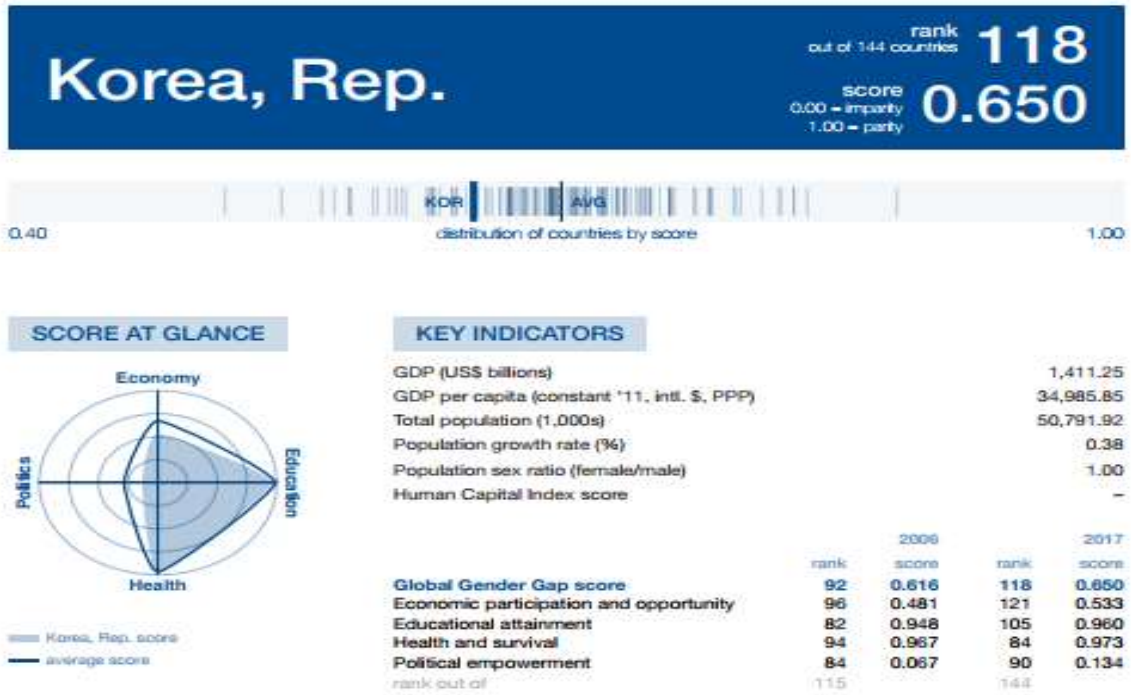 Korea, Rep.
rank
out of 144 countries
118
score
0.00 = imparity
1.00 = parity
0.650
KOR
AVG
0.40
distribution of countries by score
1.00
SCORE AT GLANCE
Economy
Politics
Education
Health
Korea, Rep. score
average score
KEY INDICATORS
GDP (US$ billions) 1,411.25
GDP per capita (constant '11, intl. $, PPP) 34,985.85
Total population (1,000s) 50,791.92
Population growth rate (%) 0.38
Population sex ratio (female/male) 1.00
Human Capital Index score –
2006 2017
rank score rank score
Global Gender Gap score 92 0.616 118 0.650
Economic participation and opportunity 96 0.481 121 0.533
Educational attainment 82 0.948 105 0.960
Health and survival 94 0.967 84 0.973
Political empowerment 84 0.067 90 0.134
rank out of 115 144